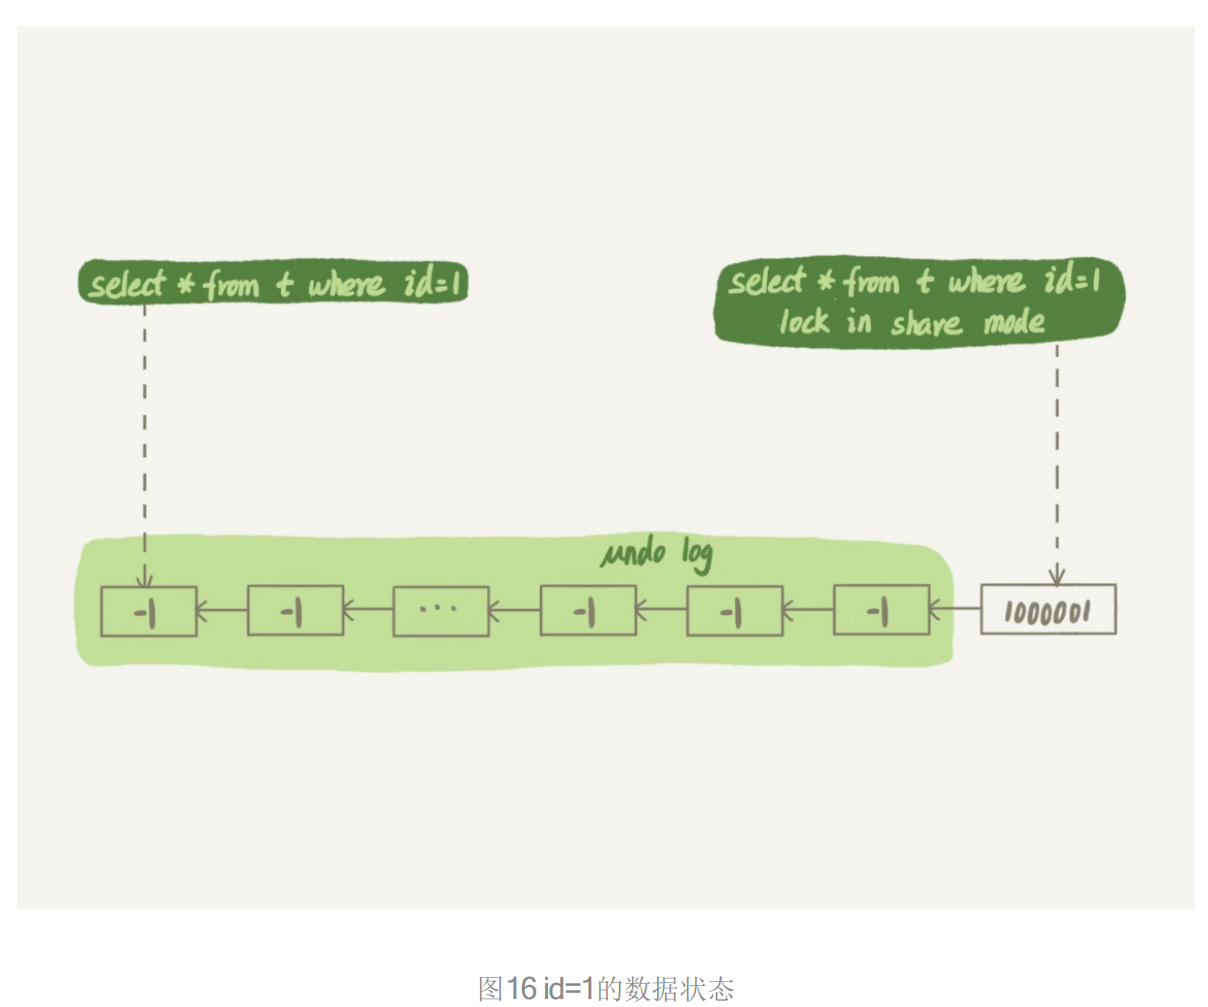 select * from t where id=1
select * from t where id=1
lock in share mode
undo log
-1
-1
...
-1
-1
-1
1000001
图16 id=1的数据状态